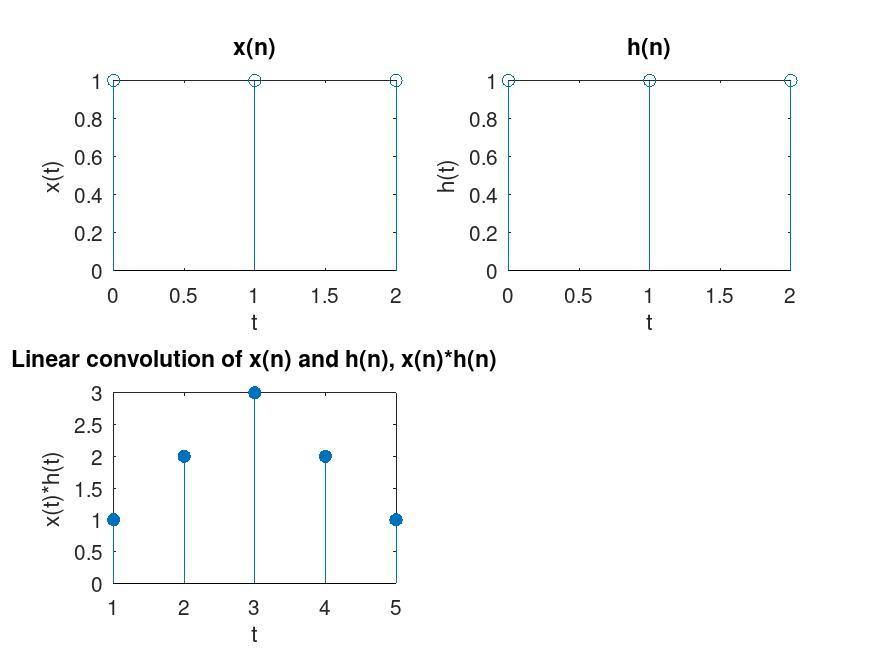 x(n)
h(n)
x(t)
1
0.8
0.6
0.4
0.2
0
0 0.5 1 1.5 2
t
h(t)
1
0.8
0.6
0.4
0.2
0
0 0.5 1 1.5 2
t
Linear convolution of x(n) and h(n), x(n)*h(n)
x(t)*h(t)
3
2.5
2
1.5
1
0.5
0
1 2 3 4 5
t